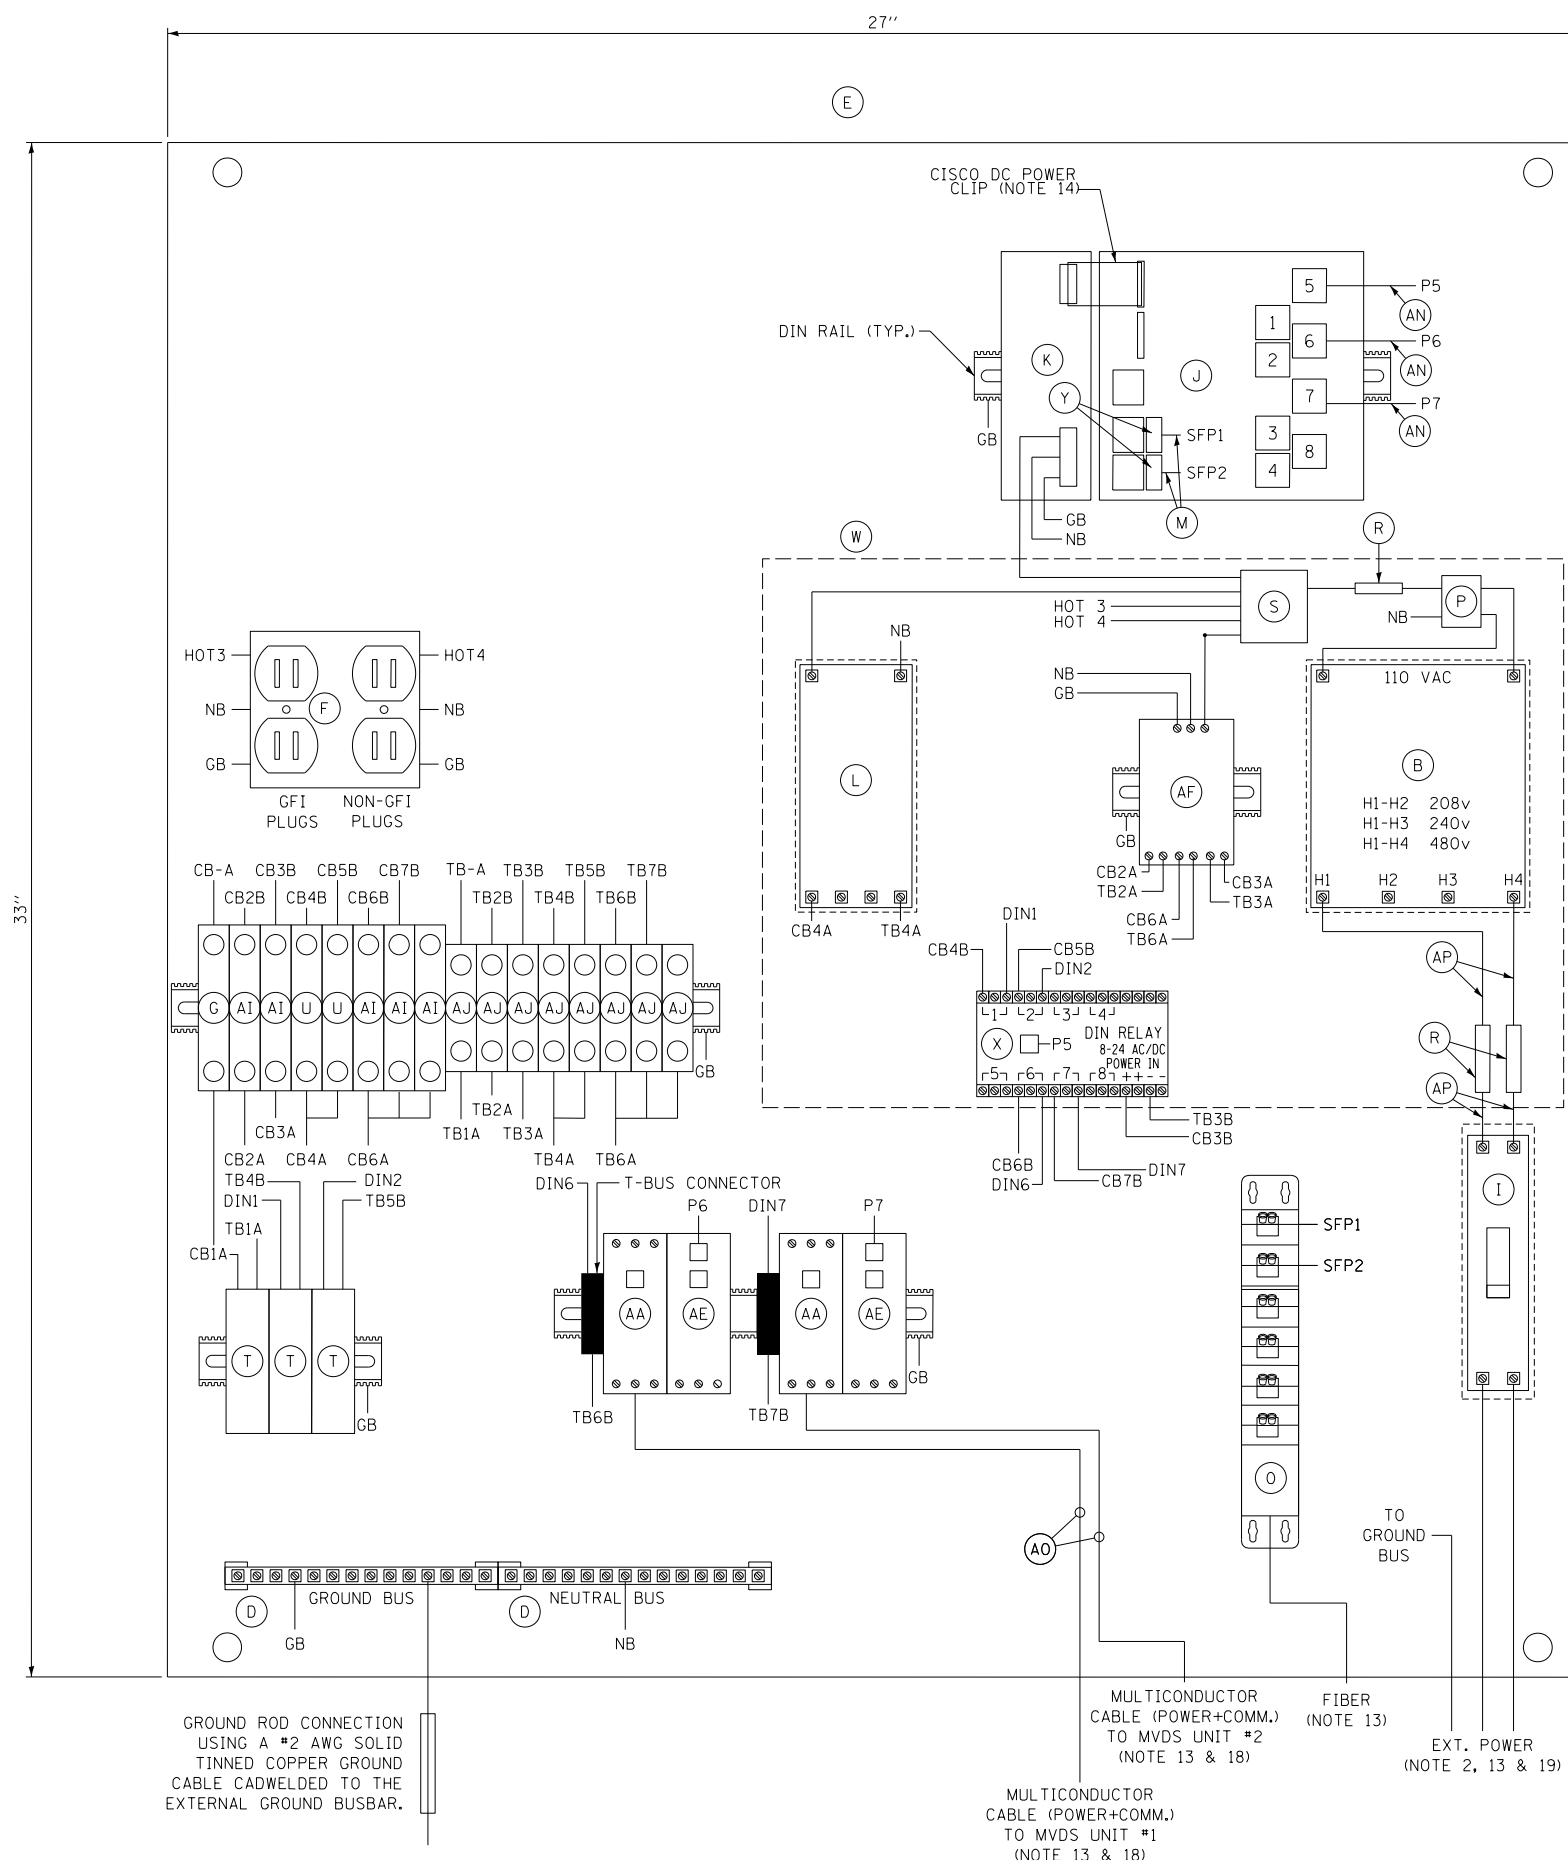 27"
E
CISCO DC POWER
CLIP (NOTE 14)
5
P5
AN
1
6
P6
AN
2
DIN RAIL (TYP.)
K
J
7
P7
AN
Y
3
8
4
SFP1
SFP2
GB
M
GB
NB
33"
W
R
S
P
HOT 3
HOT 4
NB
NB
NB
GB
110 VAC
HOT3
HOT4
NB
F
NB
GB
GB
GFI
PLUGS
NON-GFI
PLUGS
L
AF
GB
B
H1-H2 208v
H1-H3 240v
H1-H4 480v
H1
H2
H3
H4
CB2A
TB2A
CB3A
TB3A
CB6A
TB6A
CB4A
TB4A
CB-A
CB3B
CB5B
CB7B
TB-A
TB3B
TB5B
TB7B
CB2B
CB4B
CB6B
TB2B
TB4B
TB6B
G
AI
AI
U
U
AI
AI
AI
AJ
AJ
AJ
AJ
AJ
AJ
AJ
AJ
GB
DIN1
CB4B
CB5B
DIN2
1
2
3
4
X
P5
DIN RELAY
8-24 AC/DC
POWER IN
5
6
7
8
++--
TB3B
CB3B
CB6B
DIN6
CB7B
DIN7
AP
R
AP
CB3A
TB2A
TB1A
TB3A
CB2A
CB4A
CB6A
TB4A
TB6A
TB4B
DIN2
DIN1
TB5B
TB1A
CB1A
T
T
T
GB
DIN6
T-BUS CONNECTOR
P6
DIN7
P7
AA
AE
AA
AE
GB
TB6B
TB7B
SFP1
SFP2
O
I
AO
TO
GROUND
BUS
GROUND BUS
NEUTRAL BUS
D
D
GB
NB
GROUND ROD CONNECTION
USING A #2 AWG SOLID
TINNED COPPER GROUND
CABLE CADWELDED TO THE
EXTERNAL GROUND BUSBAR.
MULTICONDUCTOR
CABLE (POWER+COMM.)
TO MVDS UNIT #2
(NOTE 13 & 18)
FIBER
(NOTE 13)
EXT. POWER
(NOTE 2, 13 & 19)
MULTICONDUCTOR
CABLE (POWER+COMM.)
TO MVDS UNIT #1
(NOTE 13 & 18)